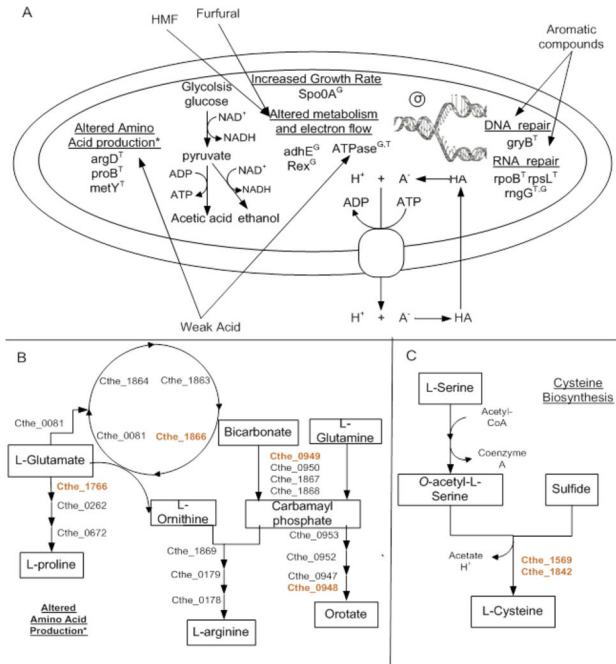 A
HMF
Furfural
Aromatic
compounds
Increased Growth Rate
Spo0A^G
Glycolsis
glucose
NAD⁺
NADH
pyruvate
ADP
ATP
NAD⁺
NADH
Acetic acid
ethanol
Altered Amino
Acid production*
argD^T
proB^T
metY^T
Altered metabolism
and electron flow
adhE^G
Rex^G
ATPase^G,T
σ
DNA repair
gryB^T
RNA repair
rpoB^T rpsL^T
rngG^T,G
H⁺ + A⁻
HA
ADP
ATP
H⁺ + A⁻
HA
Weak Acid
B
Cthe_1864
Cthe_1863
Cthe_0081
Cthe_0081
Cthe_1866
L-Glutamate
Cthe_1766
Cthe_0262
Cthe_0672
L-proline
Bicarbonate
L-
Glutamine
Cthe_0949
Cthe_0950
Cthe_1867
Cthe_1868
L-
Ornithine
Carbamyl
phosphate
Cthe_1869
Cthe_0179
Cthe_0178
L-arginine
Cthe_0953
Cthe_0952
Cthe_0947
Cthe_0948
Orotate
Altered
Amino Acid
Production*
C
Cysteine
Biosynthesis
L-Serine
Acetyl-
CoA
Coenzyme
A
O-acetyl-L-
Serine
Sulfide
Acetate
H⁺
Cthe_1569
Cthe_1842
L-Cysteine